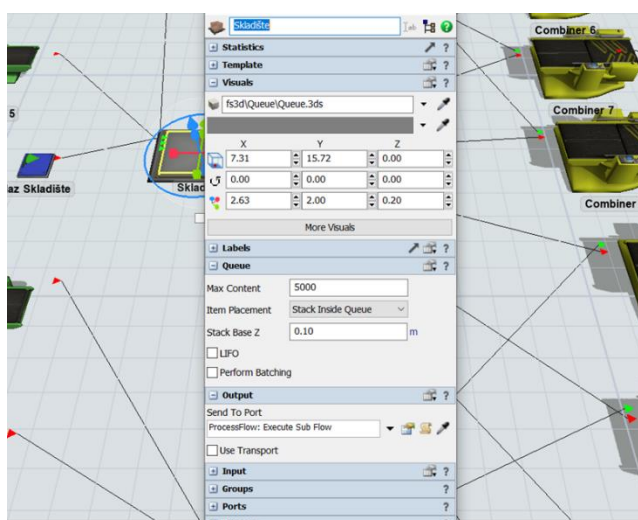 Skladište
Combiner 6
Statistics
Template
Visuals
fs3d\Queue\Queue.3ds
Combiner 7
5
X Y Z
7.31 15.72 0.00
0.00 0.00 0.00
az Skladište
Sklad
2.63 2.00 0.20
Combiner
More Visuals
Labels
Queue
Max Content 5000
Item Placement Stack Inside Queue
Stack Base Z 0.10 m
LIFO
Perform Batching
Output
Send To Port
ProcessFlow: Execute Sub Flow
Use Transport
Input
Groups
Ports